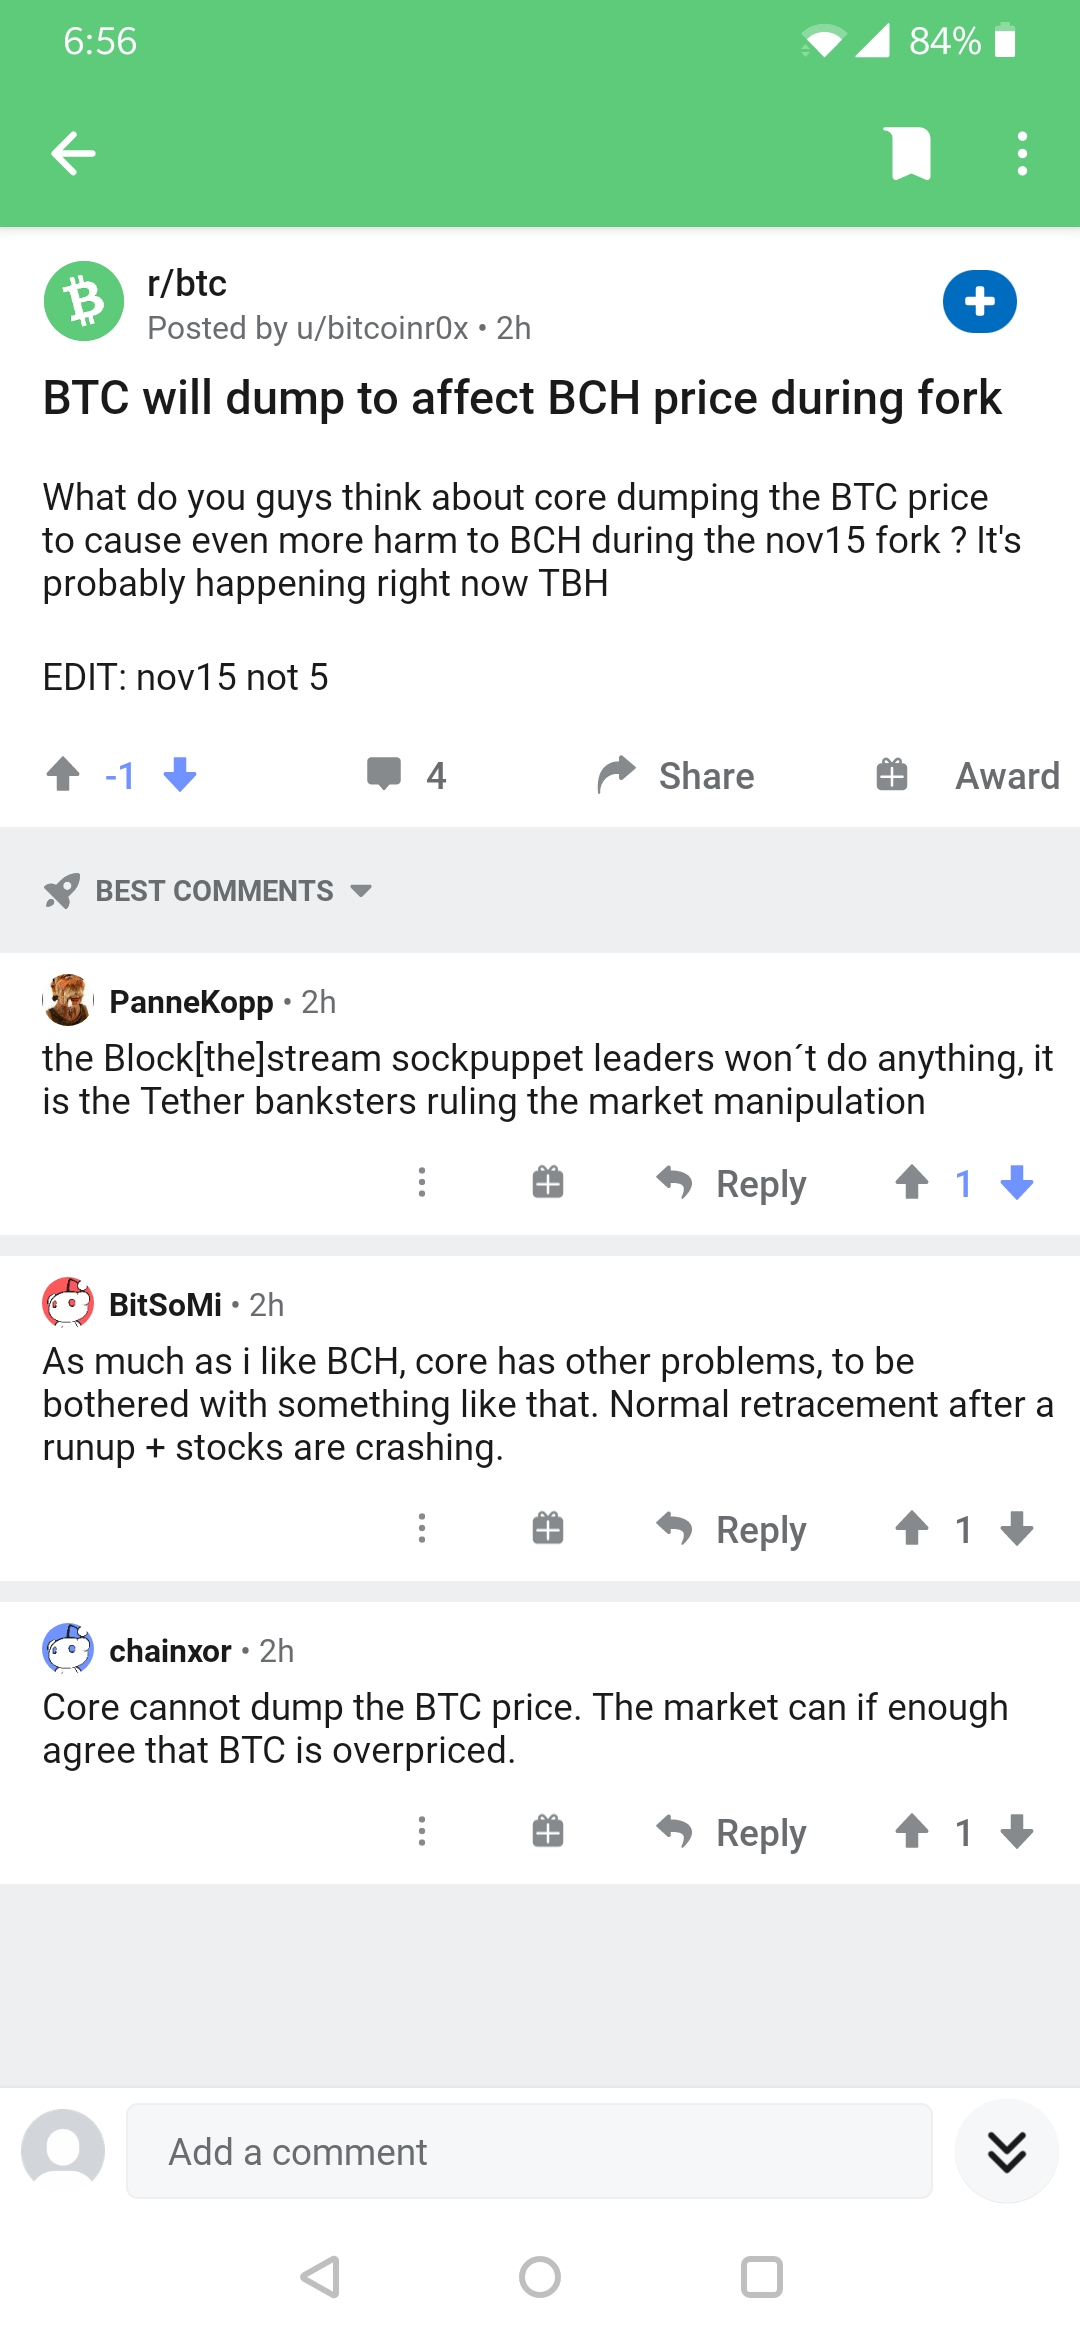 6:56
84%
r/btc
Posted by u/bitcoinr0x • 2h
BTC will dump to affect BCH price during fork
What do you guys think about core dumping the BTC price
to cause even more harm to BCH during the nov15 fork ? It's
probably happening right now TBH
EDIT: nov15 not 5
-1
4
Share
Award
BEST COMMENTS
PanneKopp • 2h
the Block[the]stream sockpuppet leaders won´t do anything, it
is the Tether banksters ruling the market manipulation
Reply
1
BitSoMi • 2h
As much as i like BCH, core has other problems, to be
bothered with something like that. Normal retracement after a
runup + stocks are crashing.
Reply
1
chainxor • 2h
Core cannot dump the BTC price. The market can if enough
agree that BTC is overpriced.
Reply
1
Add a comment